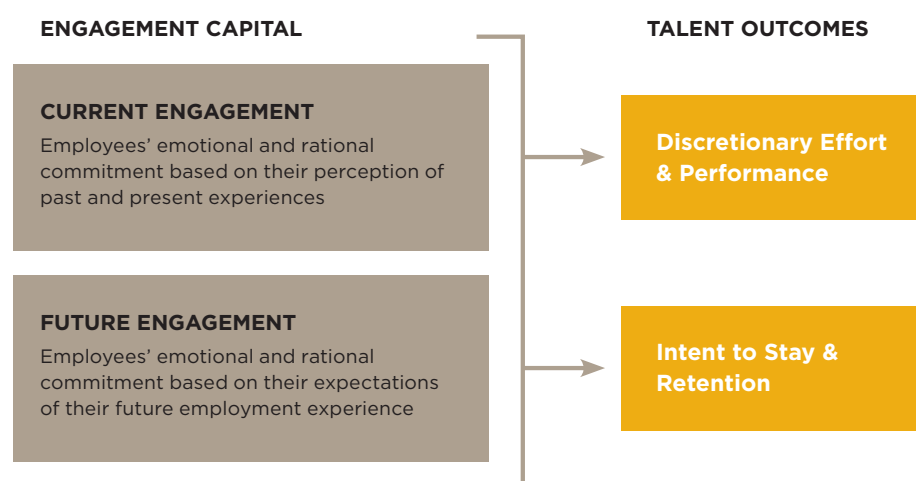 ENGAGEMENT CAPITAL
CURRENT ENGAGEMENT
Employees’ emotional and rational
commitment based on their perception of
past and present experiences
FUTURE ENGAGEMENT
Employees’ emotional and rational
commitment based on their expectations
of their future employment experience
TALENT OUTCOMES
Discretionary Effort
& Performance
Intent to Stay &
Retention